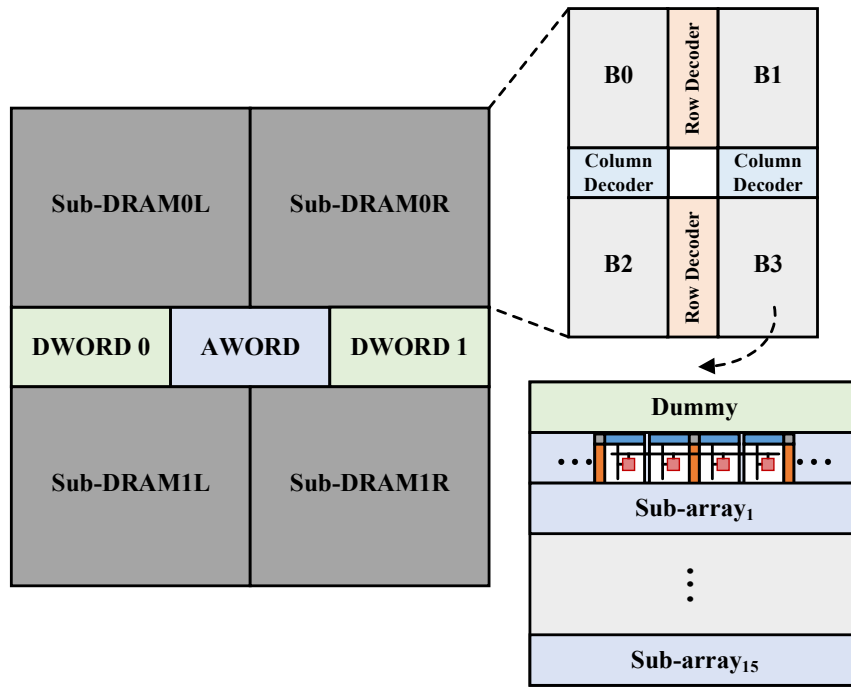 Sub-DRAM0L
Sub-DRAM0R
DWORD 0
AWORD
DWORD 1
Sub-DRAM1L
Sub-DRAM1R
B0
Row Decoder
B1
Column
Decoder
Column
Decoder
B2
Row Decoder
B3
Dummy
Sub-array₁
Sub-array₁₅